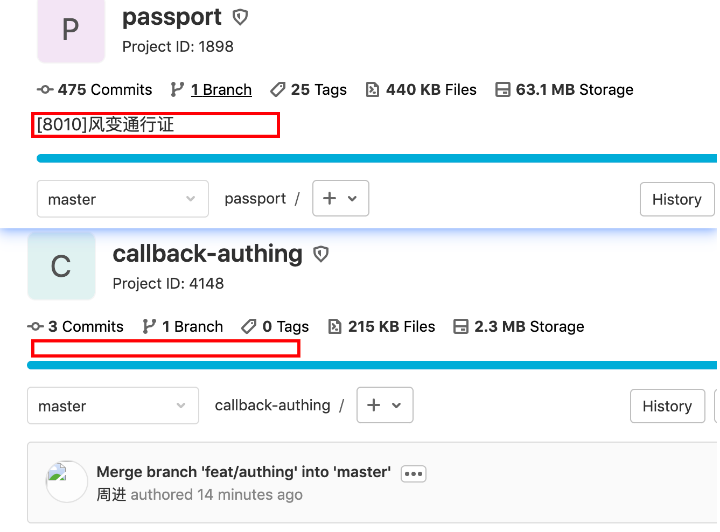 P
passport
Project ID: 1898
475 Commits 1 Branch 25 Tags 440 KB Files 63.1 MB Storage
[8010]风变通行证
master passport / + History
C
callback-authing
Project ID: 4148
3 Commits 1 Branch 0 Tags 215 KB Files 2.3 MB Storage
master callback-authing / + History
Merge branch 'feat/authing' into 'master' •••
周进 authored 14 minutes ago